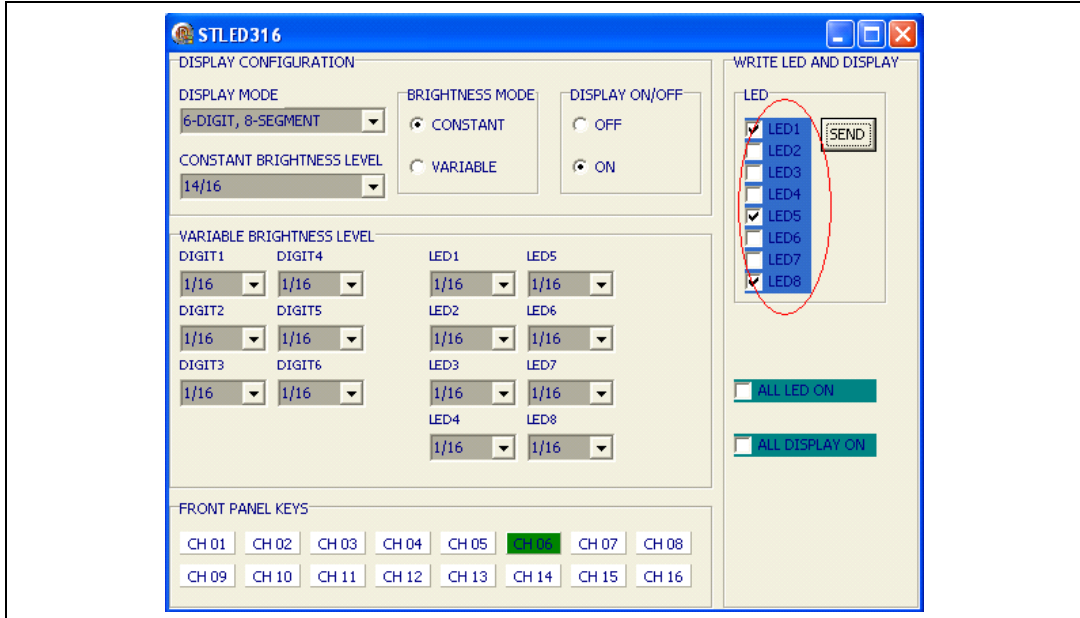 STLED316
DISPLAY CONFIGURATION
DISPLAY MODE
6-DIGIT, 8-SEGMENT
CONSTANT BRIGHTNESS LEVEL
14/16
BRIGHTNESS MODE
CONSTANT
VARIABLE
DISPLAY ON/OFF
OFF
ON
VARIABLE BRIGHTNESS LEVEL
DIGIT1 DIGIT4 LED1 LED5
1/16 1/16 1/16 1/16
DIGIT2 DIGIT5 LED2 LED6
1/16 1/16 1/16 1/16
DIGIT3 DIGIT6 LED3 LED7
1/16 1/16 1/16 1/16
LED4 LED8
1/16 1/16
FRONT PANEL KEYS
CH 01 CH 02 CH 03 CH 04 CH 05 CH 06 CH 07 CH 08
CH 09 CH 10 CH 11 CH 12 CH 13 CH 14 CH 15 CH 16
WRITE LED AND DISPLAY
LED
LED1
LED2
LED3
LED4
LED5
LED6
LED7
LED8
SEND
ALL LED ON
ALL DISPLAY ON